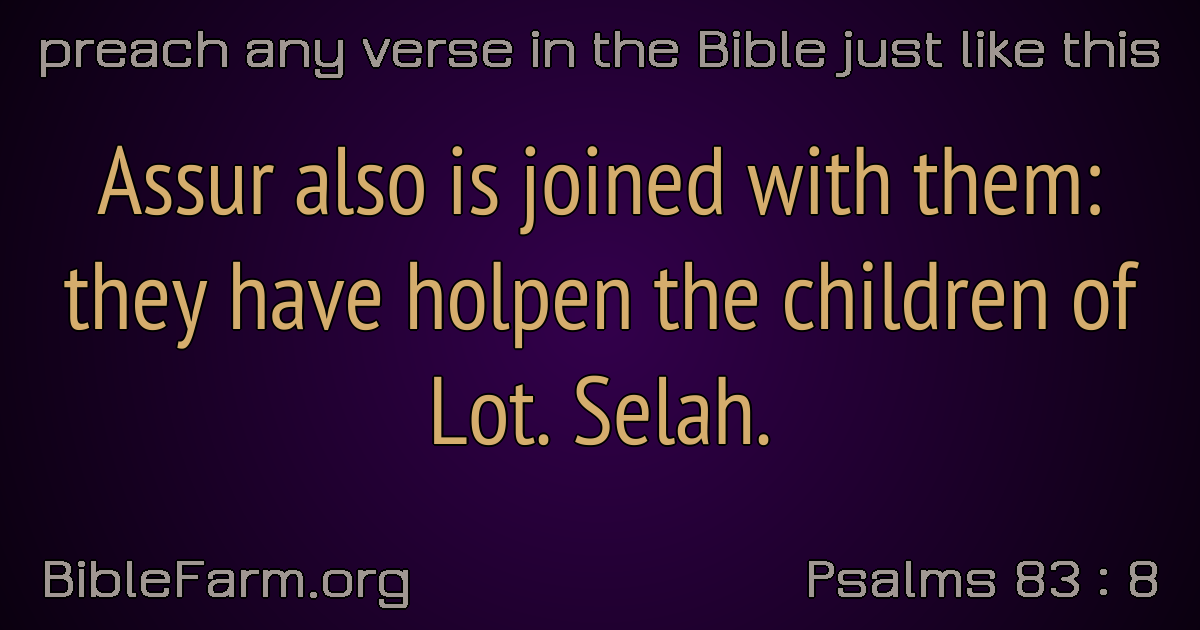 preach any verse in the Bible just like this
Assur also is joined with them:
they have holpen the children of
Lot. Selah.
BibleFarm.org
Psalms 83 : 8